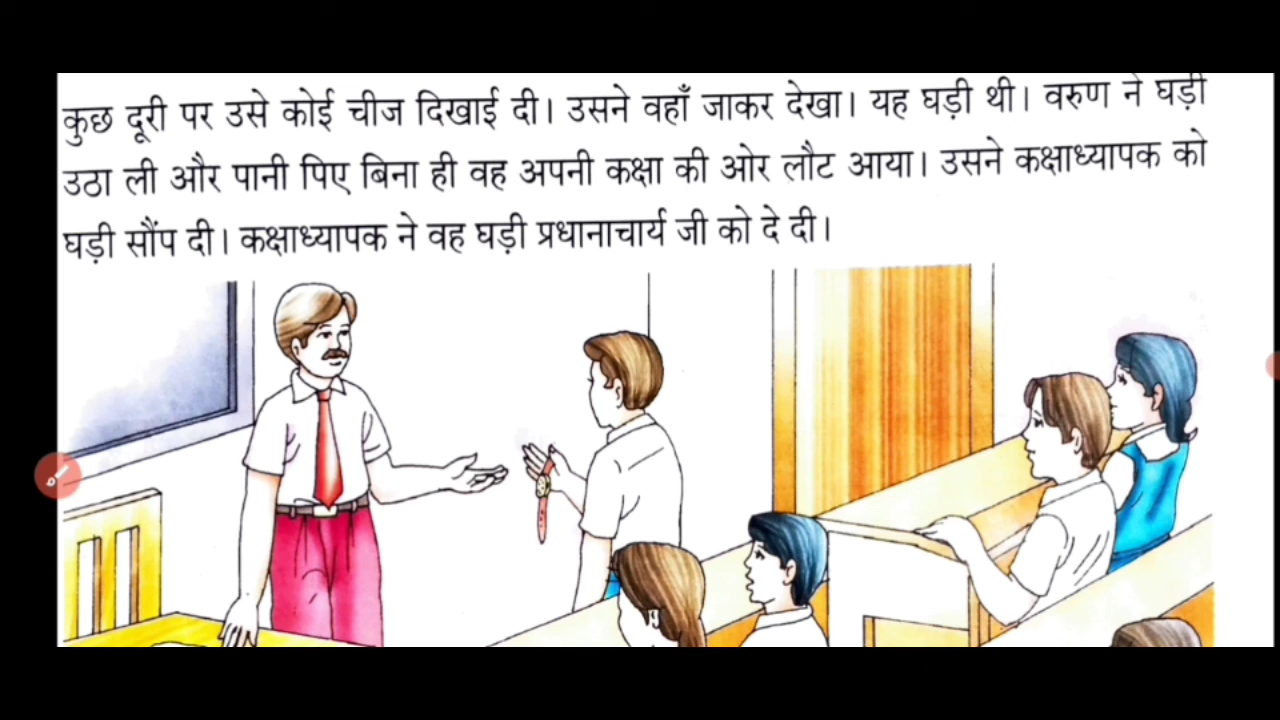 कुछ दूरी पर उसे कोई चीज दिखाई दी। उसने वहाँ जाकर देखा। यह घड़ी थी। वरुण ने घड़ी
उठा ली और पानी पिए बिना ही वह अपनी कक्षा की ओर लौट आया। उसने कक्षाध्यापक को
घड़ी सौंप दी। कक्षाध्यापक ने वह घड़ी प्रधानाचार्य जी को दे दी।